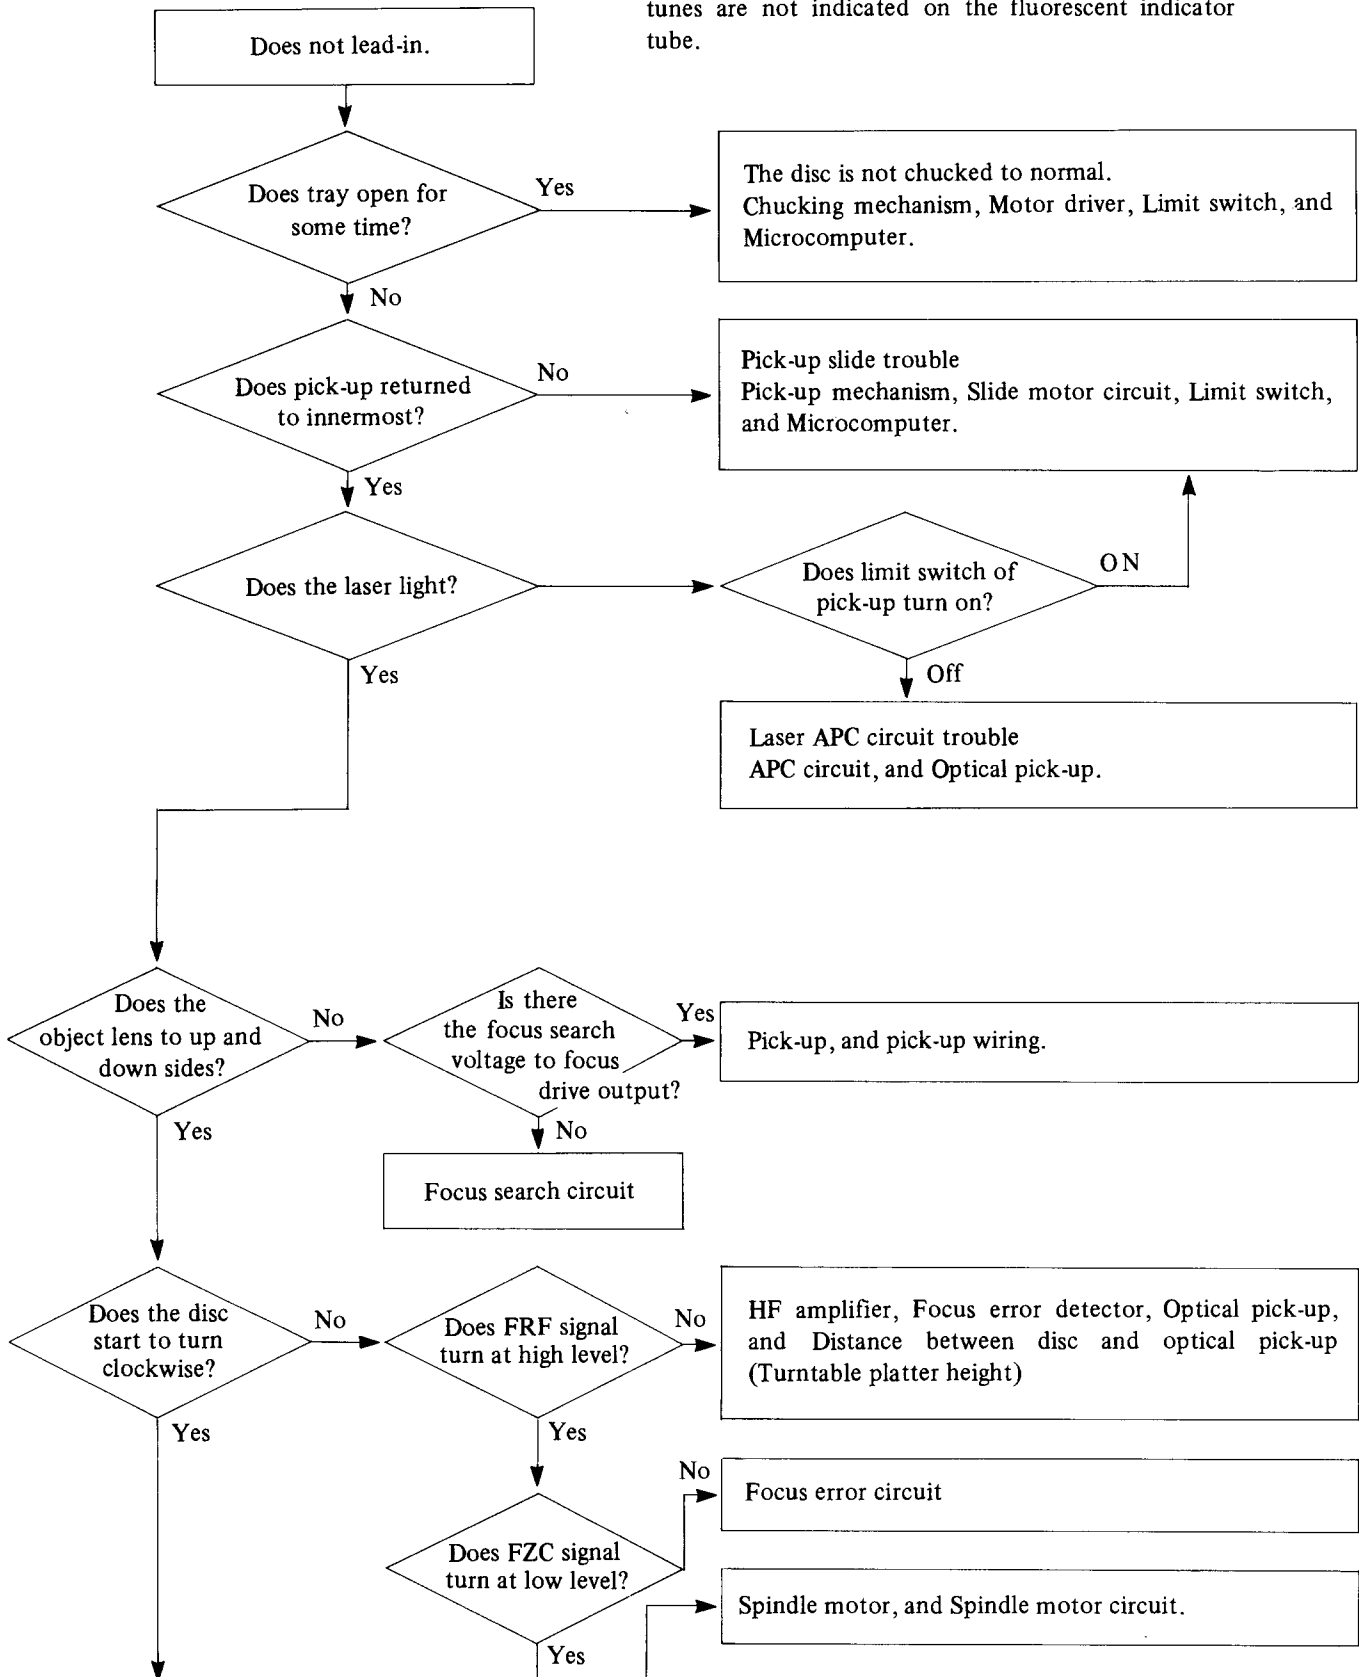 tunes are not indicated on the fluorescent indicator
tube.
Does not lead-in.
Does tray open for
some time?
Yes
The disc is not chucked to normal.
Chucking mechanism, Motor driver, Limit switch, and
Microcomputer.
No
Does pick-up returned
to innermost?
No
Pick-up slide trouble
Pick-up mechanism, Slide motor circuit, Limit switch,
and Microcomputer.
Yes
Does the laser light?
Does limit switch of
pick-up turn on?
ON
Yes
Off
Laser APC circuit trouble
APC circuit, and Optical pick-up.
Does the
object lens to up and
down sides?
No
Is there
the focus search
voltage to focus
drive output?
Yes
Pick-up, and pick-up wiring.
Yes
No
Focus search circuit
Does the disc
start to turn
clockwise?
No
Does FRF signal
turn at high level?
No
HF amplifier, Focus error detector, Optical pick-up,
and Distance between disc and optical pick-up
(Turntable platter height)
Yes
Yes
No
Focus error circuit
Does FZC signal
turn at low level?
Spindle motor, and Spindle motor circuit.
Yes